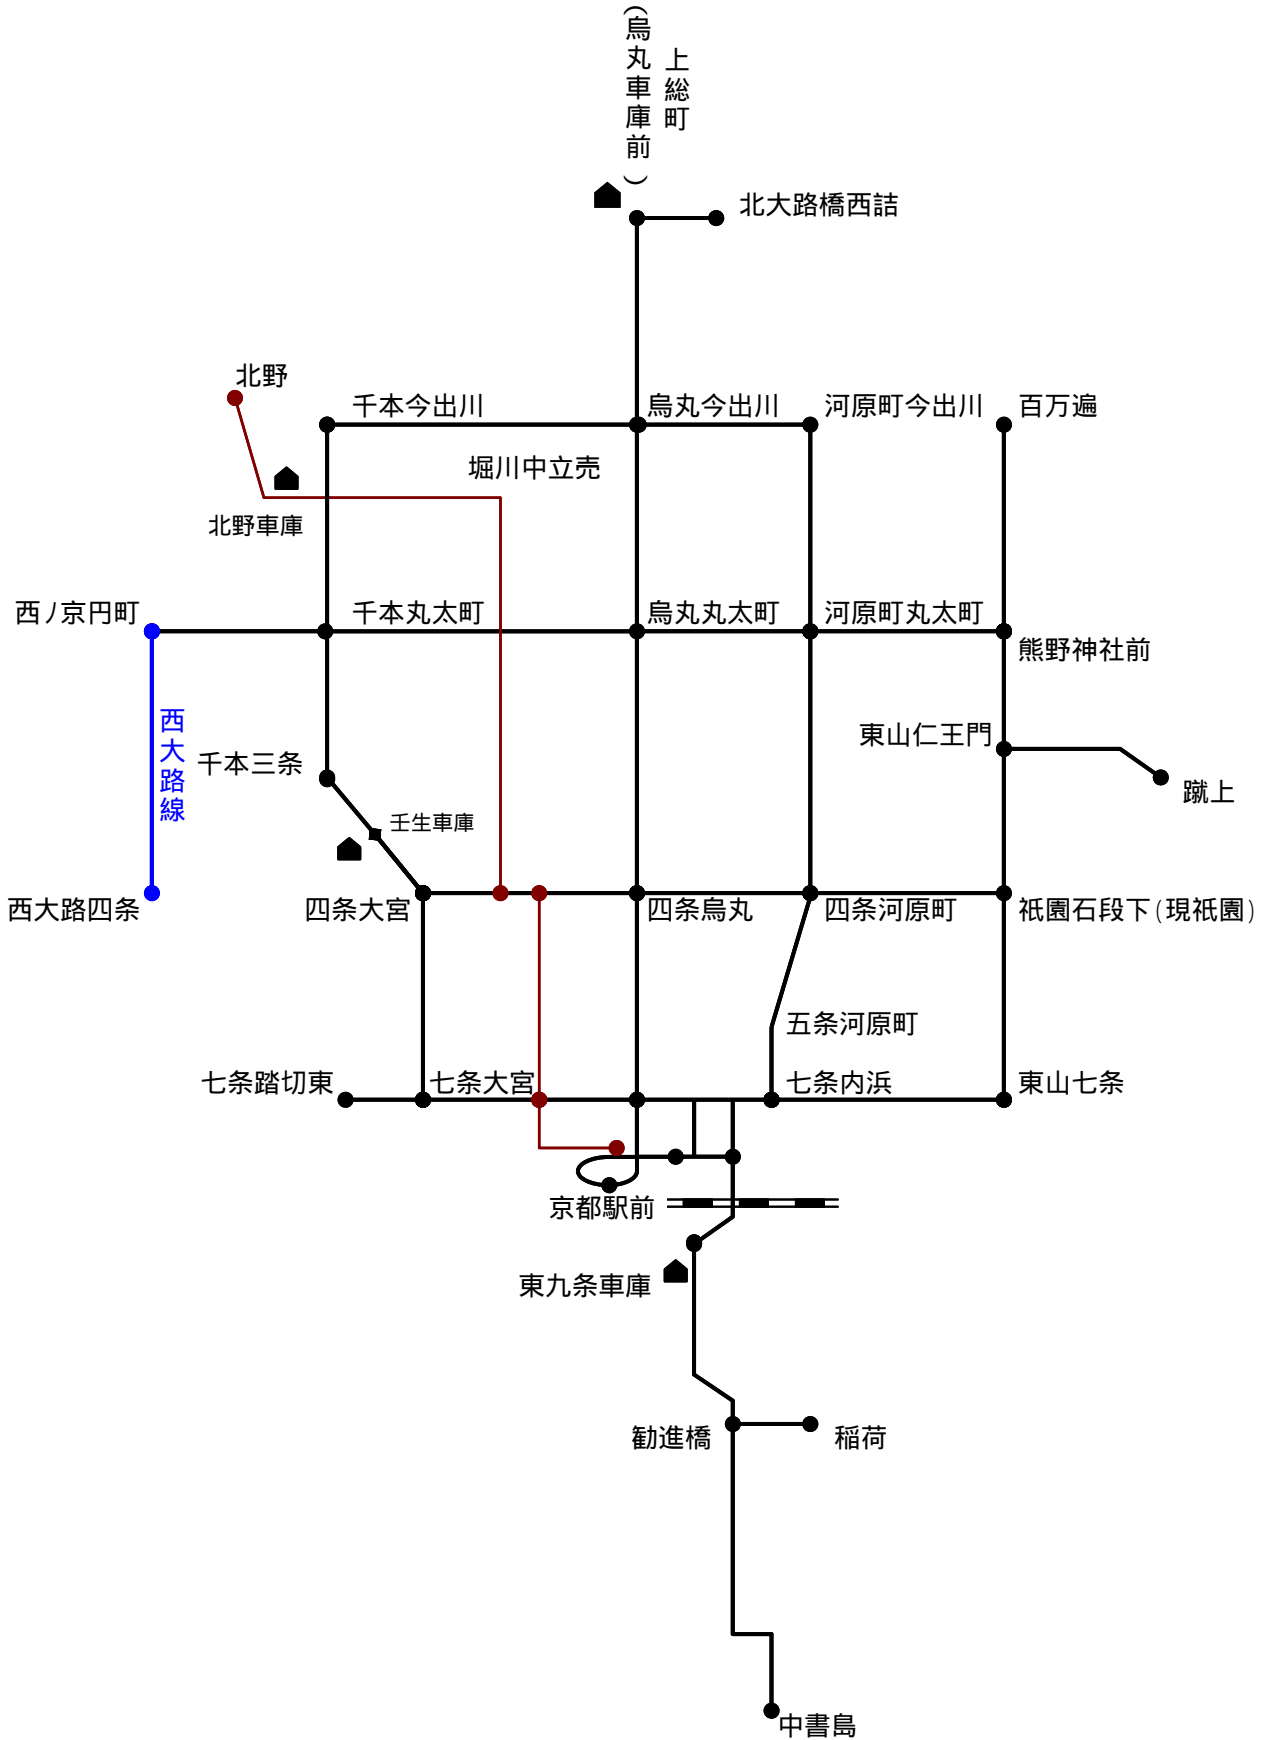 上総町
(烏丸車庫前)
北大路橋西詰
北野
千本今出川
烏丸今出川
河原町今出川
百万遍
堀川中立売
北野車庫
西ノ京円町
千本丸太町
烏丸丸太町
河原町丸太町
熊野神社前
西大路線
千本三条
東山仁王門
蹴上
壬生車庫
西大路四条
四条大宮
四条烏丸
四条河原町
祇園石段下(現祇園)
五条河原町
七条踏切東
七条大宮
七条内浜
東山七条
京都駅前
東九条車庫
勧進橋
稲荷
中書島